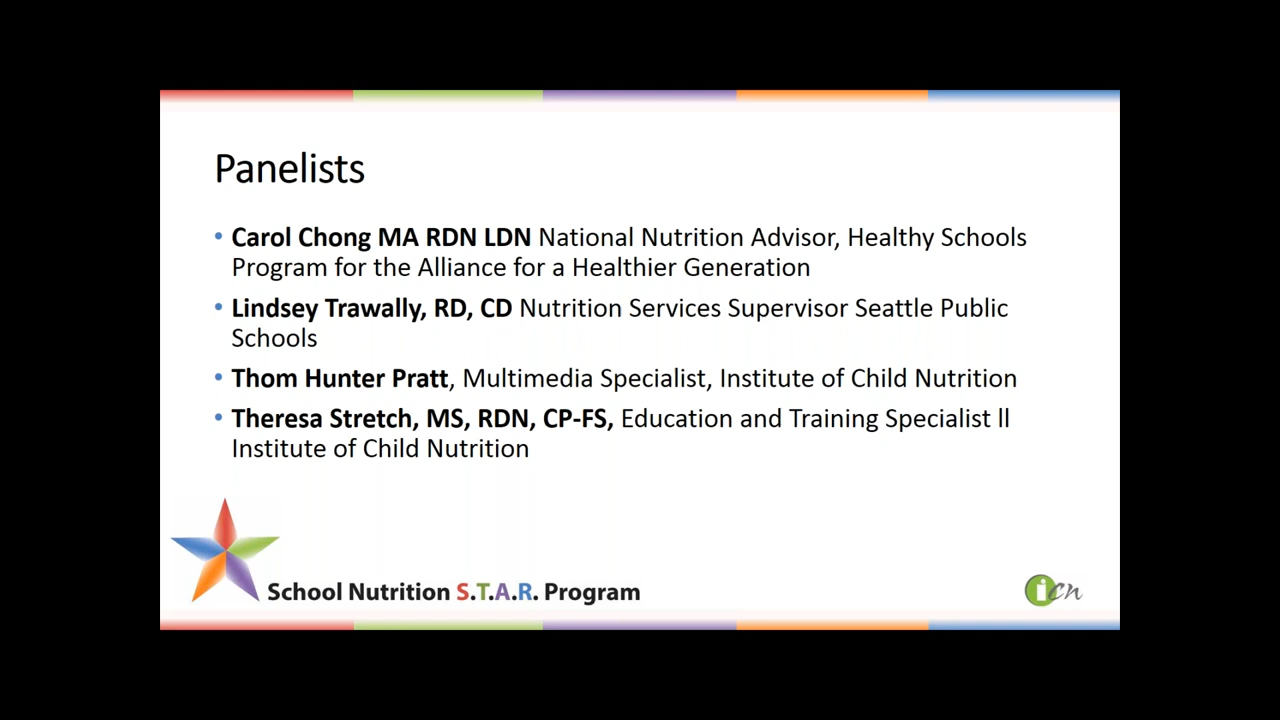 Panelists
• Carol Chong MA RDN LDN National Nutrition Advisor, Healthy Schools
Program for the Alliance for a Healthier Generation
• Lindsey Trawally, RD, CD Nutrition Services Supervisor Seattle Public
Schools
• Thom Hunter Pratt, Multimedia Specialist, Institute of Child Nutrition
• Theresa Stretch, MS, RDN, CP-FS, Education and Training Specialist ll
Institute of Child Nutrition
School Nutrition S.T.A.R. Program
icn